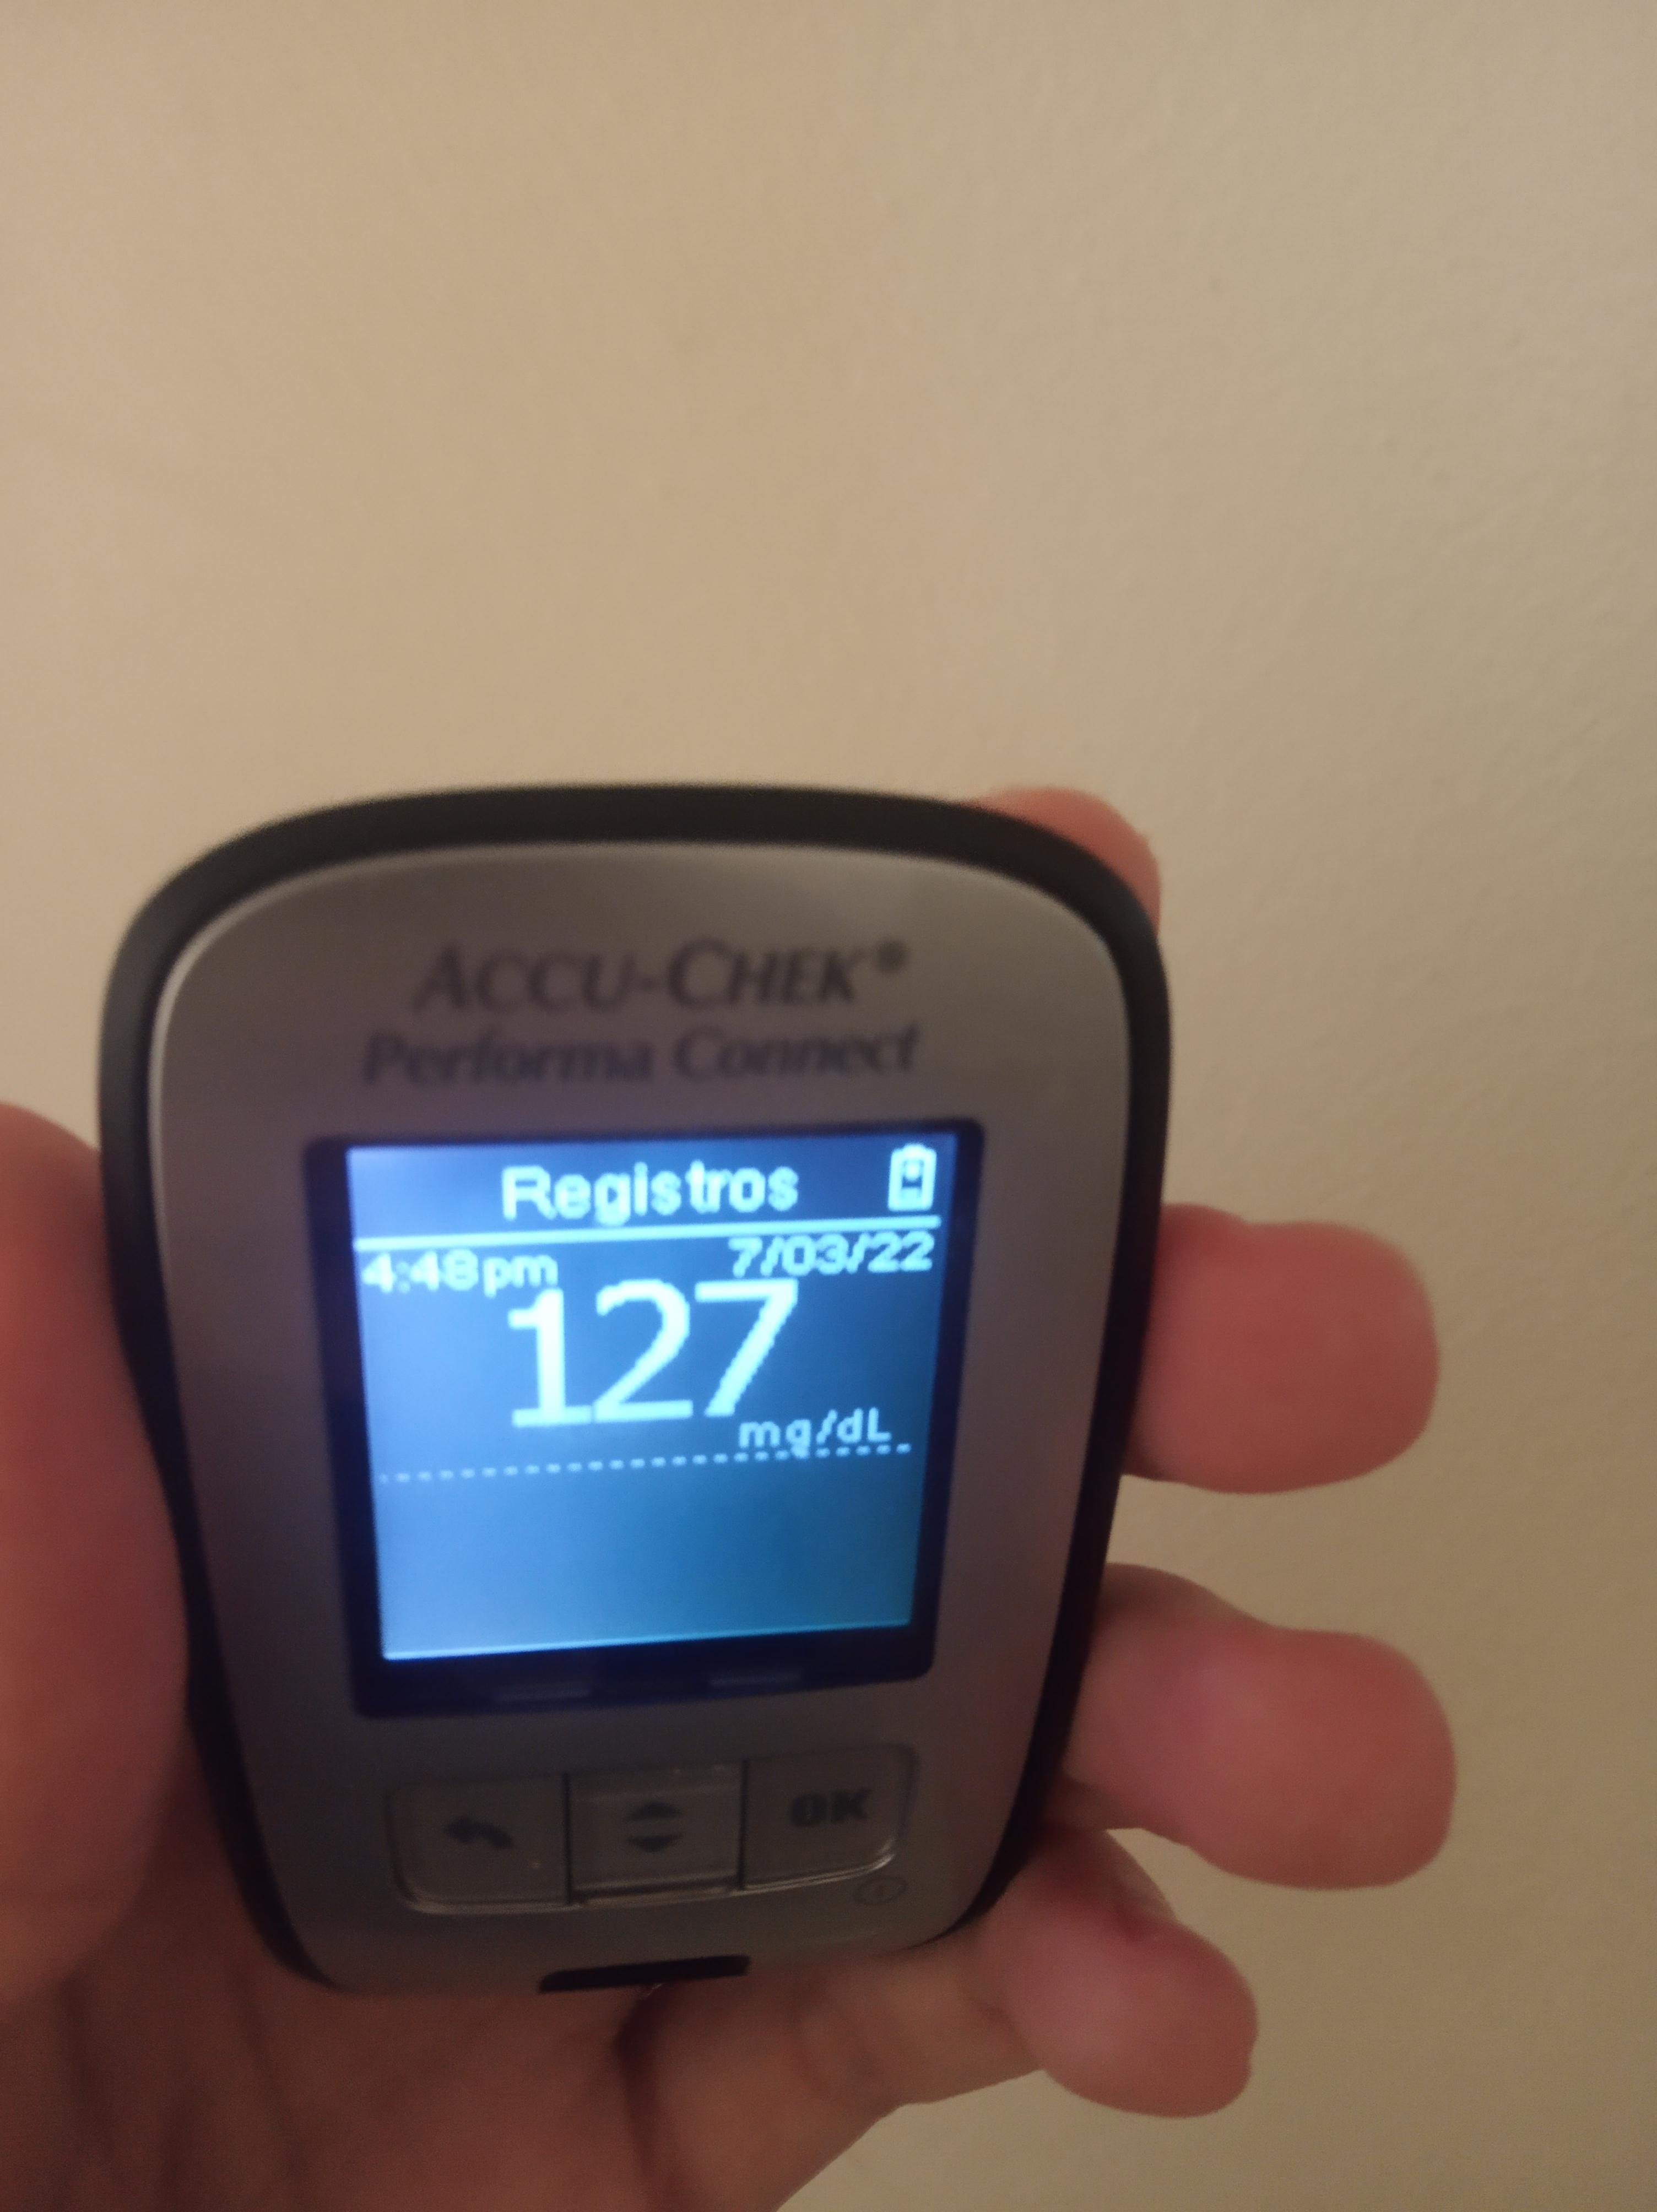 ACCU-CHEK®
Performa Connect
Registros
4:48pm 7/03/22
127
mg/dL
OK